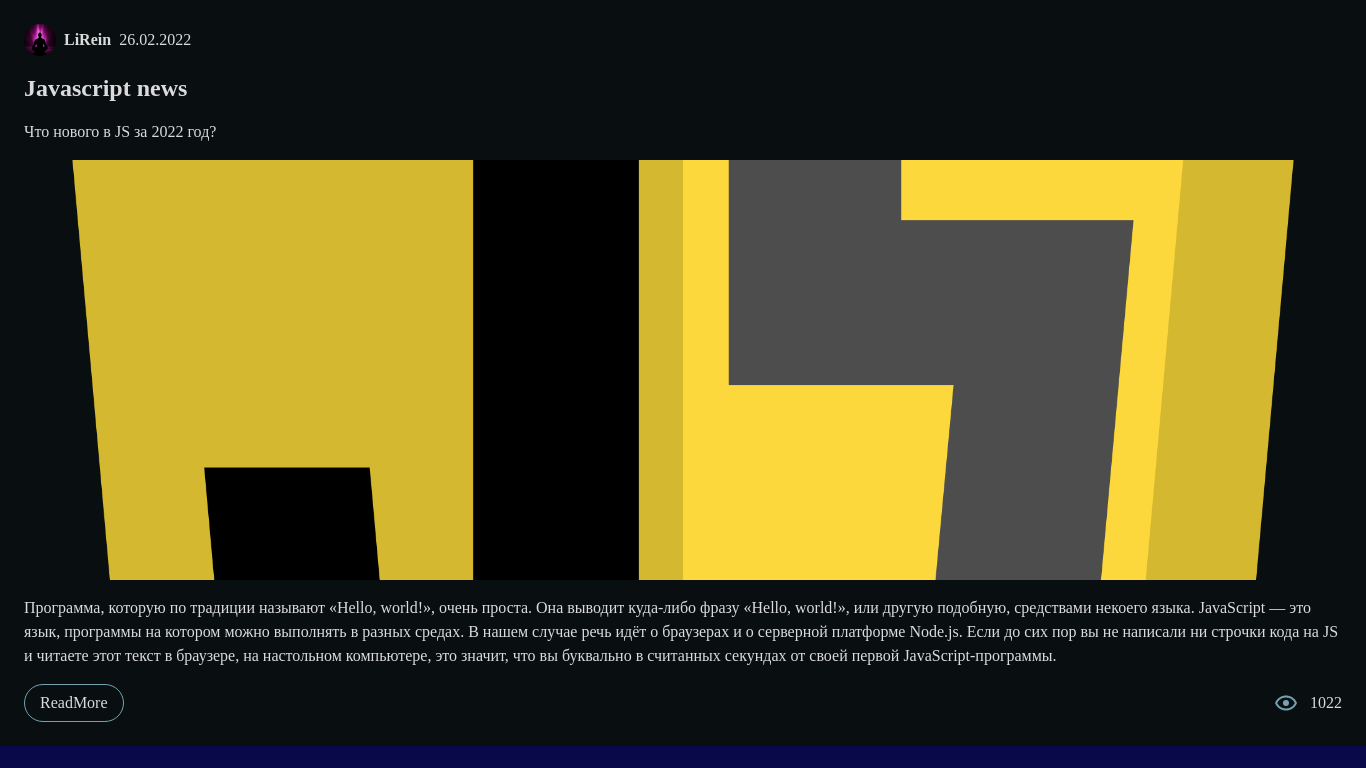 LiRein 26.02.2022
Javascript news
Что нового в JS за 2022 год?
Программа, которую по традиции называют «Hello, world!», очень проста. Она выводит куда-либо фразу «Hello, world!», или другую подобную, средствами некоего языка. JavaScript — это
язык, программы на котором можно выполнять в разных средах. В нашем случае речь идёт о браузерах и о серверной платформе Node.js. Если до сих пор вы не написали ни строчки кода на JS
и читаете этот текст в браузере, на настольном компьютере, это значит, что вы буквально в считанных секундах от своей первой JavaScript-программы.
ReadMore 1022